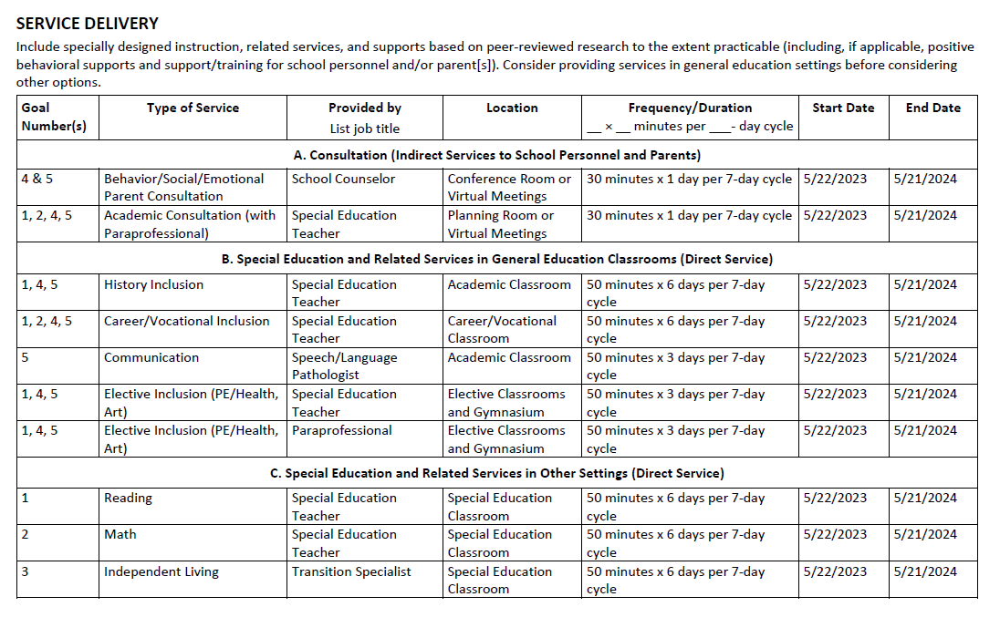 SERVICE DELIVERY
Include specially designed instruction, related services, and supports based on peer-reviewed research to the extent practicable (including, if applicable, positive
behavioral supports and support/training for school personnel and/or parent[s]). Consider providing services in general education settings before considering
other options.
Goal Number(s) Type of Service Provided by List job title Location Frequency/Duration __ × __ minutes per ___- day cycle Start Date End Date
A. Consultation (Indirect Services to School Personnel and Parents)
4 & 5 Behavior/Social/Emotional Parent Consultation School Counselor Conference Room or Virtual Meetings 30 minutes x 1 day per 7-day cycle 5/22/2023 5/21/2024
1, 2, 4, 5 Academic Consultation (with Paraprofessional) Special Education Teacher Planning Room or Virtual Meetings 30 minutes x 1 day per 7-day cycle 5/22/2023 5/21/2024
B. Special Education and Related Services in General Education Classrooms (Direct Service)
1, 4, 5 History Inclusion Special Education Teacher Academic Classroom 50 minutes x 6 days per 7-day cycle 5/22/2023 5/21/2024
1, 2, 4, 5 Career/Vocational Inclusion Special Education Teacher Career/Vocational Classroom 50 minutes x 6 days per 7-day cycle 5/22/2023 5/21/2024
5 Communication Speech/Language Pathologist Academic Classroom 50 minutes x 3 days per 7-day cycle 5/22/2023 5/21/2024
1, 4, 5 Elective Inclusion (PE/Health, Art) Special Education Teacher Elective Classrooms and Gymnasium 50 minutes x 3 days per 7-day cycle 5/22/2023 5/21/2024
1, 4, 5 Elective Inclusion (PE/Health, Art) Paraprofessional Elective Classrooms and Gymnasium 50 minutes x 3 days per 7-day cycle 5/22/2023 5/21/2024
C. Special Education and Related Services in Other Settings (Direct Service)
1 Reading Special Education Teacher Special Education Classroom 50 minutes x 6 days per 7-day cycle 5/22/2023 5/21/2024
2 Math Special Education Teacher Special Education Classroom 50 minutes x 6 days per 7-day cycle 5/22/2023 5/21/2024
3 Independent Living Transition Specialist Special Education Classroom 50 minutes x 6 days per 7-day cycle 5/22/2023 5/21/2024